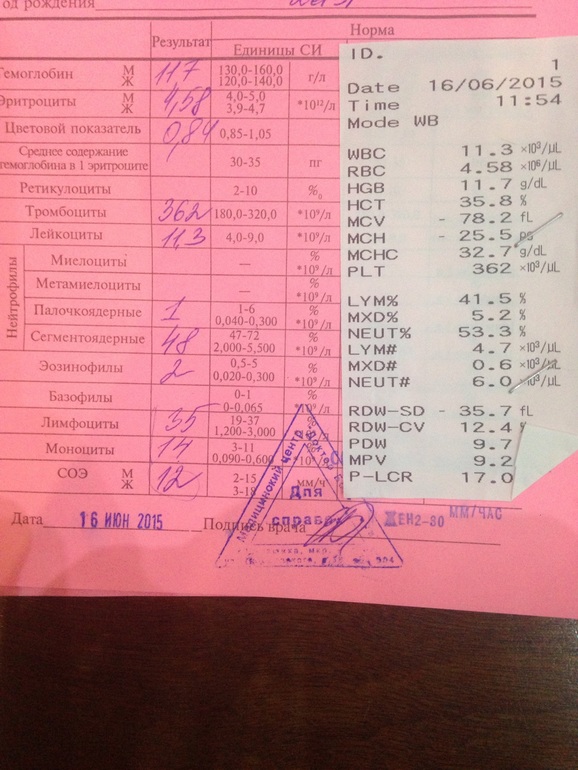 од рождения
Результат
Норма
Единицы СИ
Гемоглобин М Ж 117 130,0-160,0 120,0-140,0 г/л
Эритроциты М Ж 4,58 4,0-5,0 3,9-4,7 *10¹²/л
Цветовой показатель 0,84 0,85-1,05
Среднее содержание гемоглобина в 1 эритроците 30-35 пг
Ретикулоциты 2-10 %₀
Тромбоциты 362 180,0-320,0 *10⁹/л
Лейкоциты 11,3 4,0-9,0 *10⁹/л
Нейтрофилы
Миелоциты — % *10⁹/л
Метамиелоциты — % *10⁹/л
Палочкоядерные 1 1-6 0,040-0,300 % *10⁹/л
Сегментоядерные 48 47-72 2,000-5,500 % *10⁹/л
Эозинофилы 2 0,5-5 0,020-0,300 % *10⁹/л
Базофилы 0-1 0-0,065 % *10⁹/л
Лимфоциты 35 19-37 1,200-3,000
Моноциты 14 3-11 0,090-0,600 *10⁹/л
СОЭ М Ж 12 2-15 мм/ч
Дата 16 ИЮН 2015 Подпись врача ЖЕН2-30 ММ/ЧАС
Медицинский центр
Для
справок
ID. 1
Date 16/06/2015
Time 11:54
Mode WB
WBC 11.3 ×10³/µL
RBC 4.58 ×10⁶/µL
HGB 11.7 g/dL
HCT 35.8 %
MCV - 78.2 fL
MCH - 25.5 pg
MCHC 32.7 g/dL
PLT 362 ×10³/µL
LYM% 41.5 %
MXD% 5.2 %
NEUT% 53.3 %
LYM# 4.7 ×10³/µL
MXD# 0.6 ×10³/µL
NEUT# 6.0 ×10³/µL
RDW-SD - 35.7 fL
RDW-CV 12.4 %
PDW 9.7
MPV 9.2
P-LCR 17.0